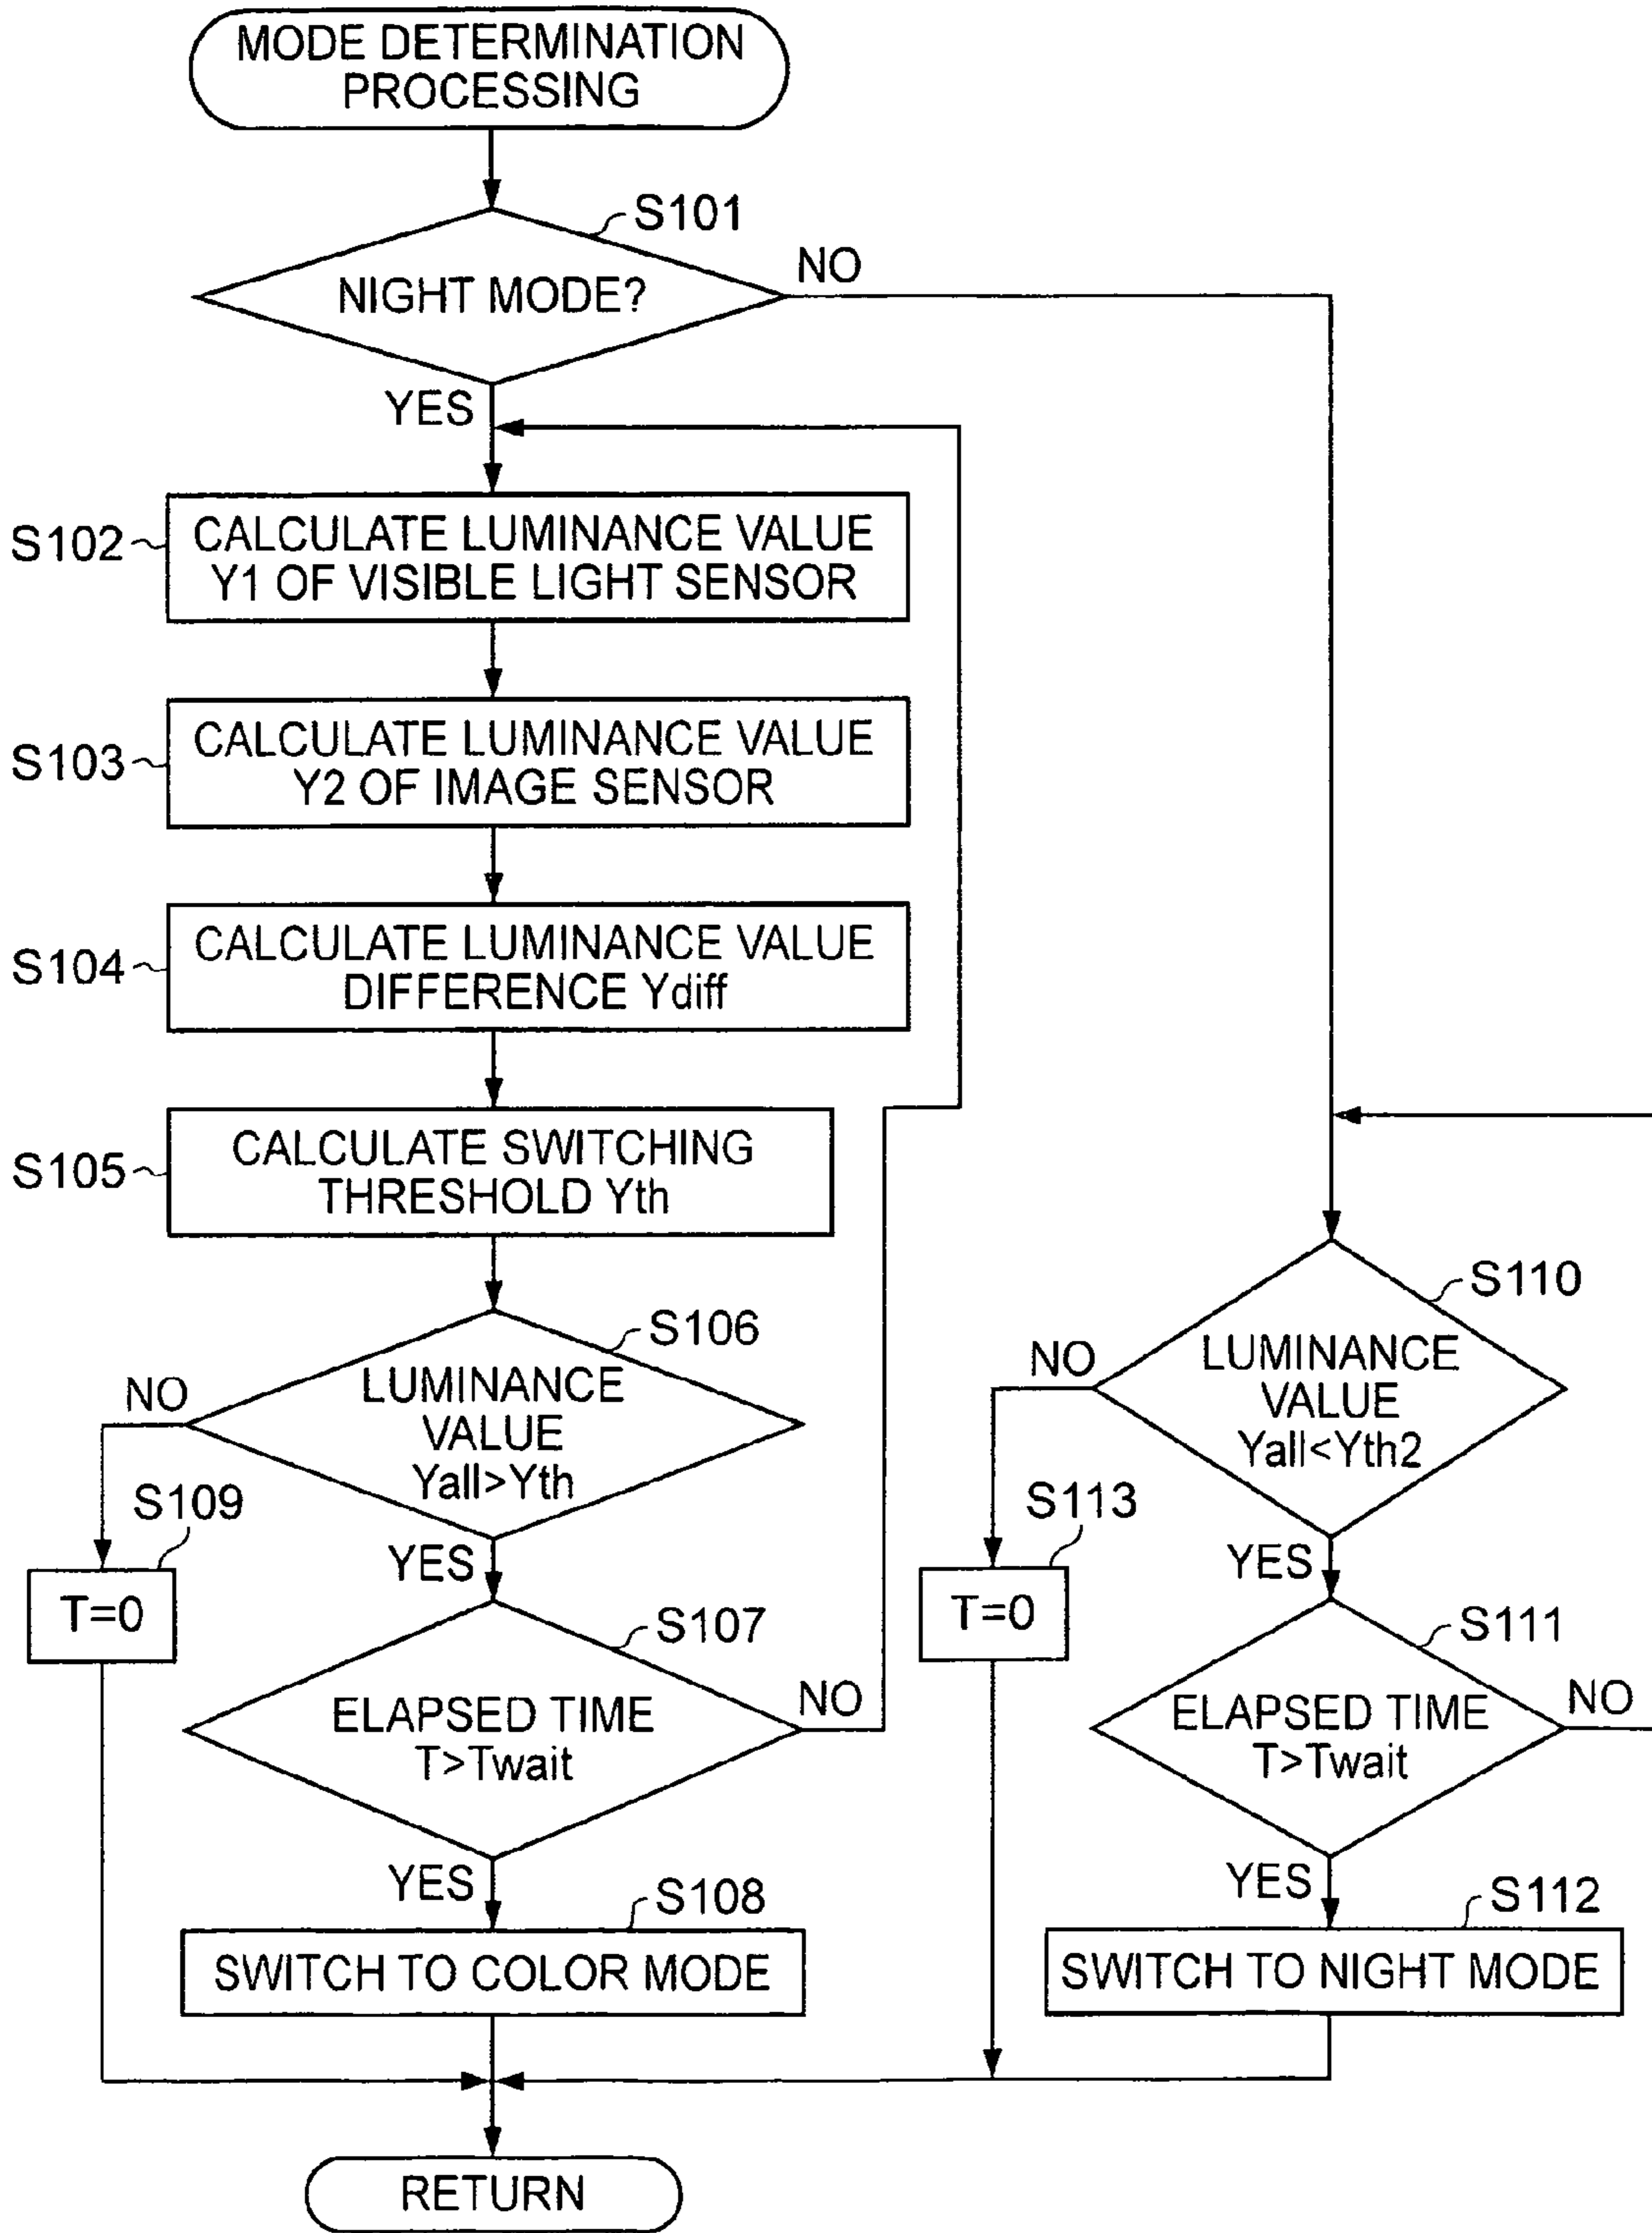 MODE DETERMINATION
PROCESSING
S101
NIGHT MODE?
NO
YES
S102
CALCULATE LUMINANCE VALUE
Y1 OF VISIBLE LIGHT SENSOR
S103
CALCULATE LUMINANCE VALUE
Y2 OF IMAGE SENSOR
S104
CALCULATE LUMINANCE VALUE
DIFFERENCE Ydiff
S105
CALCULATE SWITCHING
THRESHOLD Yth
S106
LUMINANCE
VALUE
Yall>Yth
NO
YES
S109
T=0
S107
ELAPSED TIME
T>Twait
NO
YES
S108
SWITCH TO COLOR MODE
S110
LUMINANCE
VALUE
Yall<Yth2
NO
YES
S113
T=0
S111
ELAPSED TIME
T>Twait
NO
YES
S112
SWITCH TO NIGHT MODE
RETURN